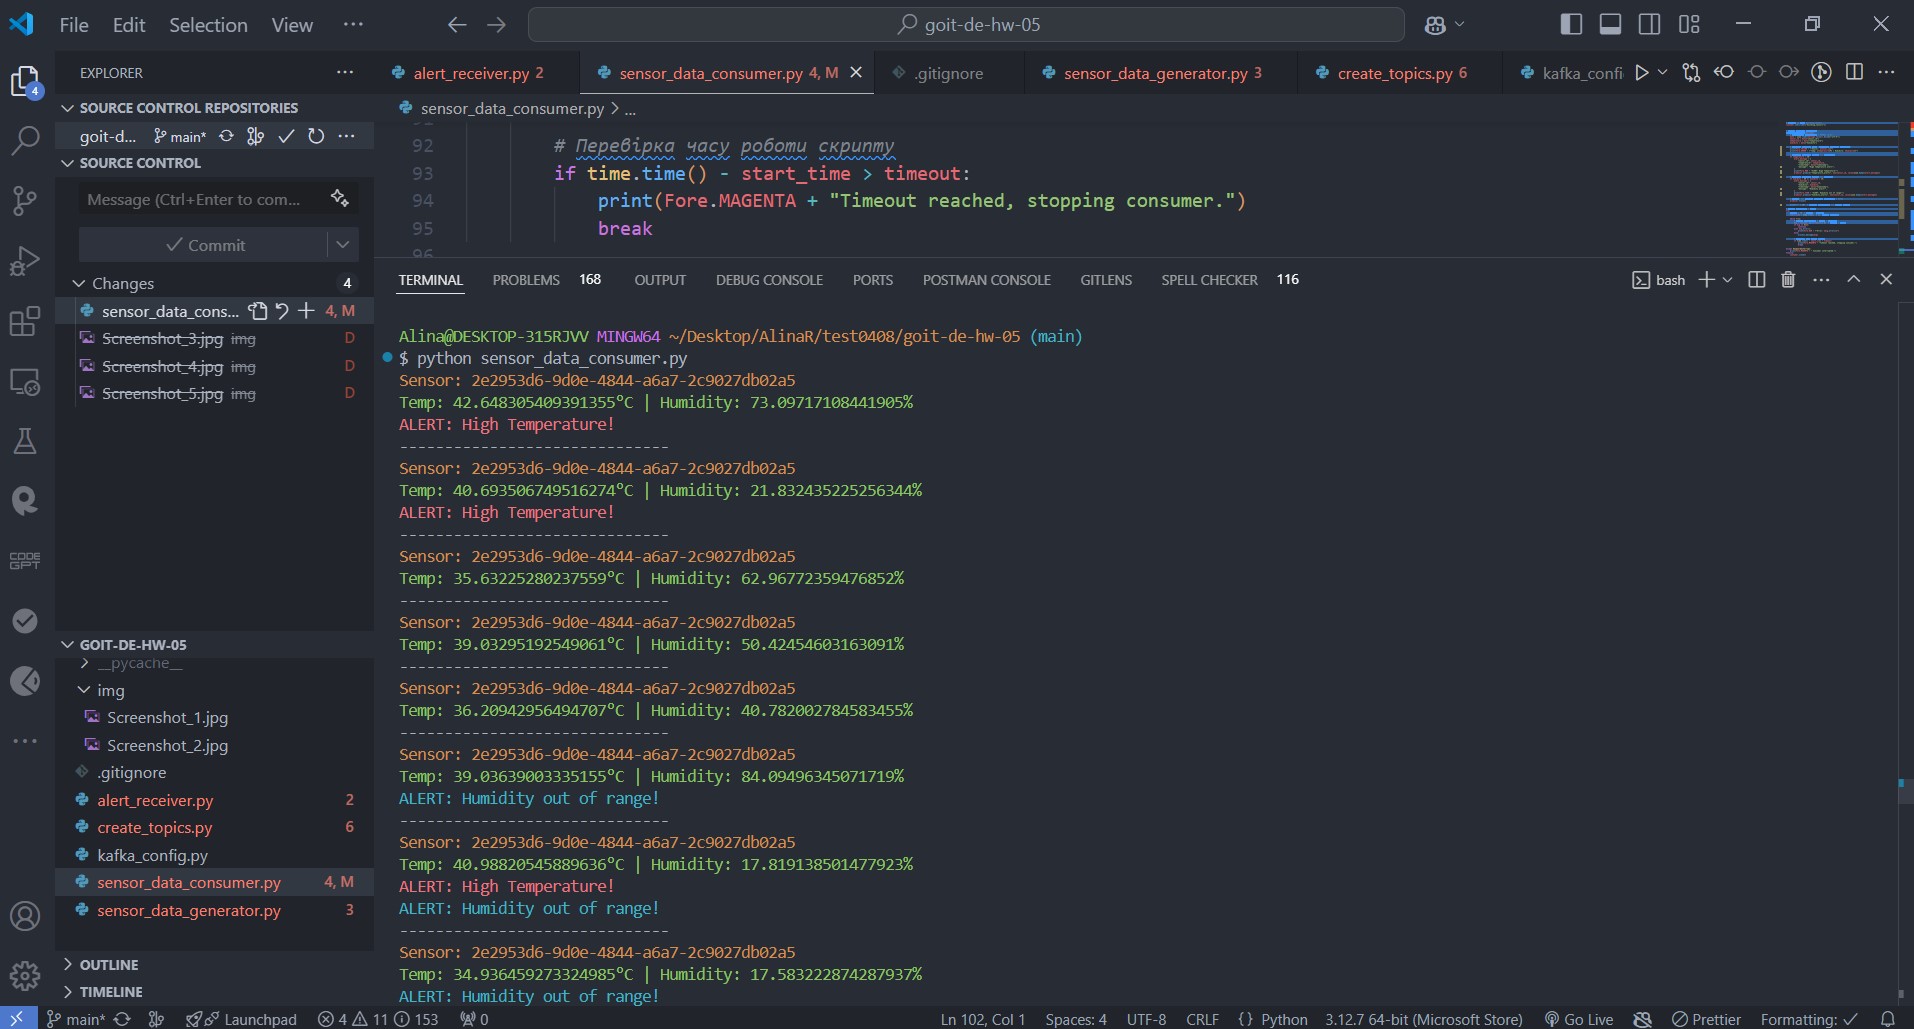 File Edit Selection View ··· goit-de-hw-05
EXPLORER ···
SOURCE CONTROL REPOSITORIES
goit-d... main* ···
SOURCE CONTROL
Message (Ctrl+Enter to com...
Commit
Changes 4
sensor_data_cons... 4, M
Screenshot_3.jpg img D
Screenshot_4.jpg img D
Screenshot_5.jpg img D
GOIT-DE-HW-05
__pycache__
img
Screenshot_1.jpg
Screenshot_2.jpg
.gitignore
alert_receiver.py 2
create_topics.py 6
kafka_config.py
sensor_data_consumer.py 4, M
sensor_data_generator.py 3
OUTLINE
TIMELINE
4
CODE
GPT
alert_receiver.py 2 sensor_data_consumer.py 4, M .gitignore sensor_data_generator.py 3 create_topics.py 6 kafka_confi
sensor_data_consumer.py > ...
92 # Перевірка часу роботи скрипту
93 if time.time() - start_time > timeout:
94 print(Fore.MAGENTA + "Timeout reached, stopping consumer.")
95 break
96
TERMINAL PROBLEMS 168 OUTPUT DEBUG CONSOLE PORTS POSTMAN CONSOLE GITLENS SPELL CHECKER 116 bash
Alina@DESKTOP-315RJVV MINGW64 ~/Desktop/AlinaR/test0408/goit-de-hw-05 (main)
$ python sensor_data_consumer.py
Sensor: 2e2953d6-9d0e-4844-a6a7-2c9027db02a5
Temp: 42.648305409391355°C | Humidity: 73.09717108441905%
ALERT: High Temperature!
------------------------------
Sensor: 2e2953d6-9d0e-4844-a6a7-2c9027db02a5
Temp: 40.693506749516274°C | Humidity: 21.832435225256344%
ALERT: High Temperature!
------------------------------
Sensor: 2e2953d6-9d0e-4844-a6a7-2c9027db02a5
Temp: 35.63225280237559°C | Humidity: 62.96772359476852%
------------------------------
Sensor: 2e2953d6-9d0e-4844-a6a7-2c9027db02a5
Temp: 39.03295192549061°C | Humidity: 50.42454603163091%
------------------------------
Sensor: 2e2953d6-9d0e-4844-a6a7-2c9027db02a5
Temp: 36.20942956494707°C | Humidity: 40.78200278458​3455%
------------------------------
Sensor: 2e2953d6-9d0e-4844-a6a7-2c9027db02a5
Temp: 39.03639003335155°C | Humidity: 84.09496345071719%
ALERT: Humidity out of range!
------------------------------
Sensor: 2e2953d6-9d0e-4844-a6a7-2c9027db02a5
Temp: 40.98820545889636°C | Humidity: 17.819138501477923%
ALERT: High Temperature!
ALERT: Humidity out of range!
------------------------------
Sensor: 2e2953d6-9d0e-4844-a6a7-2c9027db02a5
Temp: 34.936459273324985°C | Humidity: 17.583222874287937%
ALERT: Humidity out of range!
main* Launchpad 4 11 153 0 Ln 102, Col 1 Spaces: 4 UTF-8 CRLF {} Python 3.12.7 64-bit (Microsoft Store) Go Live Prettier Formatting: ✓